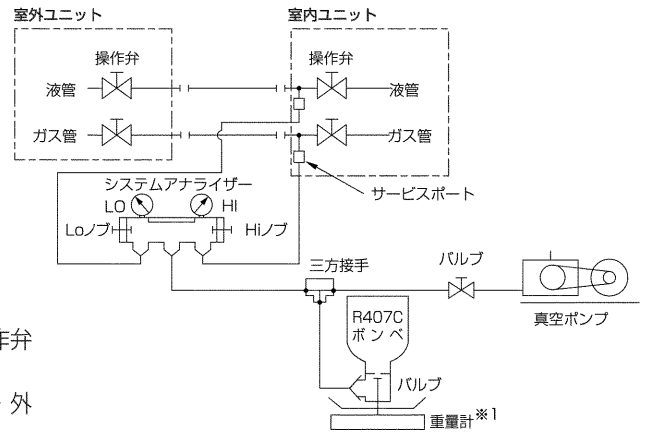 室外ユニット
室内ユニット
操作弁
操作弁
液管
液管
ガス管
ガス管
サービスポート
システムアナライザー
LO
HI
Loノブ
Hiノブ
三方接手
バルブ
R407C
ボンベ
真空ポンプ
作弁
バルブ
外
重量計※1